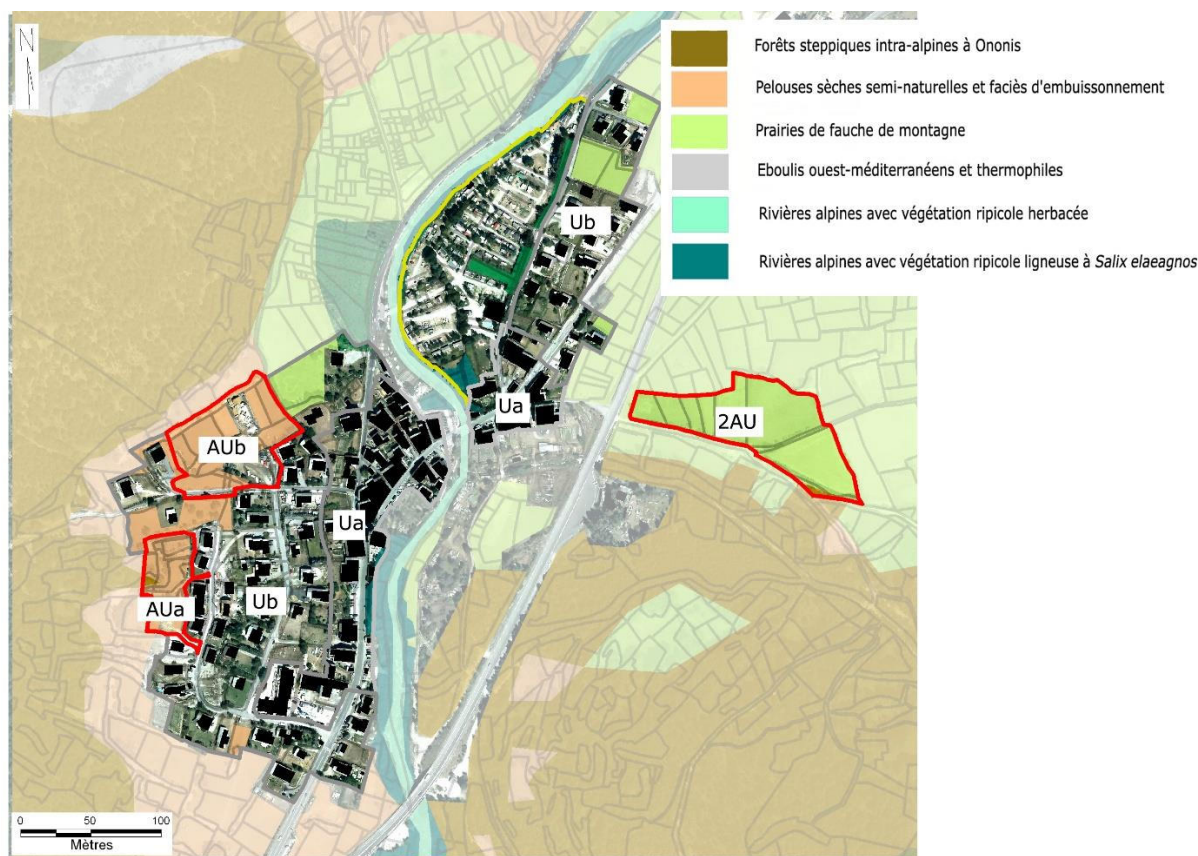 N
Forêts steppiques intra-alpines à Ononis
Pelouses sèches semi-naturelles et faciès d'embuissonnement
Prairies de fauche de montagne
Eboulis ouest-méditerranéens et thermophiles
Rivières alpines avec végétation ripicole herbacée
Rivières alpines avec végétation ripicole ligneuse à Salix elaeagnos
Ub
Ua
2AU
AUb
Ua
AUa
Ub
0 50 100
Mètres